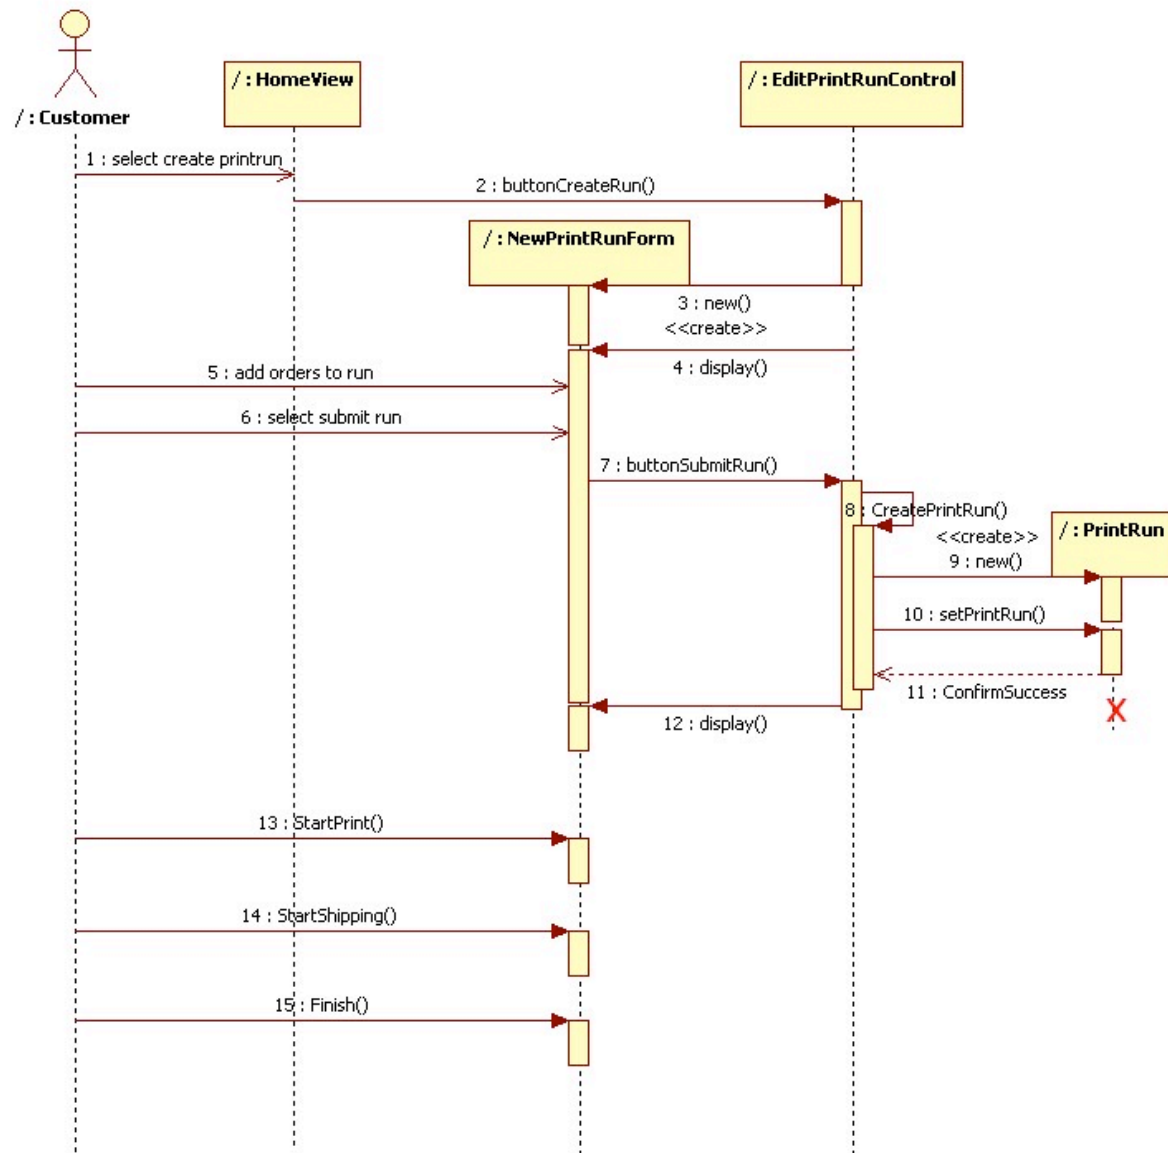 / : HomeView
/ : EditPrintRunControl
/ : Customer
1 : select create printrun
2 : buttonCreateRun()
/ : NewPrintRunForm
3 : new()
<<create>>
4 : display()
5 : add orders to run
6 : select submit run
7 : buttonSubmitRun()
8 : CreatePrintRun()
<<create>>
/ : PrintRun
9 : new()
10 : setPrintRun()
11 : ConfirmSuccess
X
12 : display()
13 : StartPrint()
14 : StartShipping()
15 : Finish()